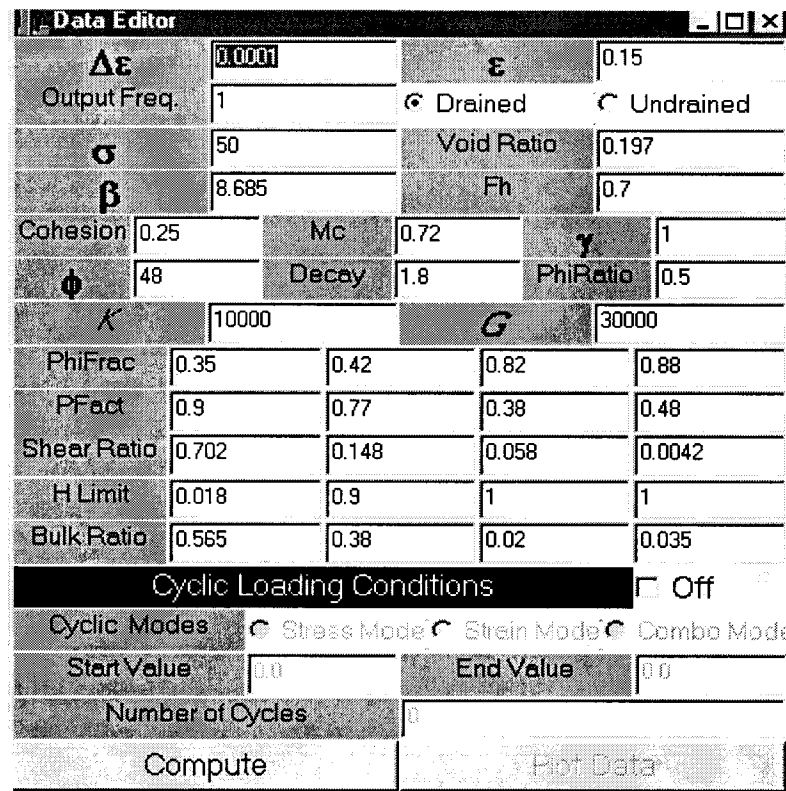 Data Editor
Δε 0.0001 ε 0.15
Output Freq. 1 Drained Undrained
σ 50 Void Ratio 0.197
β 8.685 Fh 0.7
Cohesion 0.25 Mc 0.72 γ 1
ϕ 48 Decay 1.8 PhiRatio 0.5
K 10000 G 30000
PhiFrac 0.35 0.42 0.82 0.88
PFact 0.9 0.77 0.38 0.48
Shear Ratio 0.702 0.148 0.058 0.0042
H Limit 0.018 0.9 1 1
Bulk Ratio 0.565 0.38 0.02 0.035
Cyclic Loading Conditions Off
Cyclic Modes Stress Mode Strain Mode Combo Mode
Start Value 0.0 End Value 0.0
Number of Cycles 0
Compute Plot Data